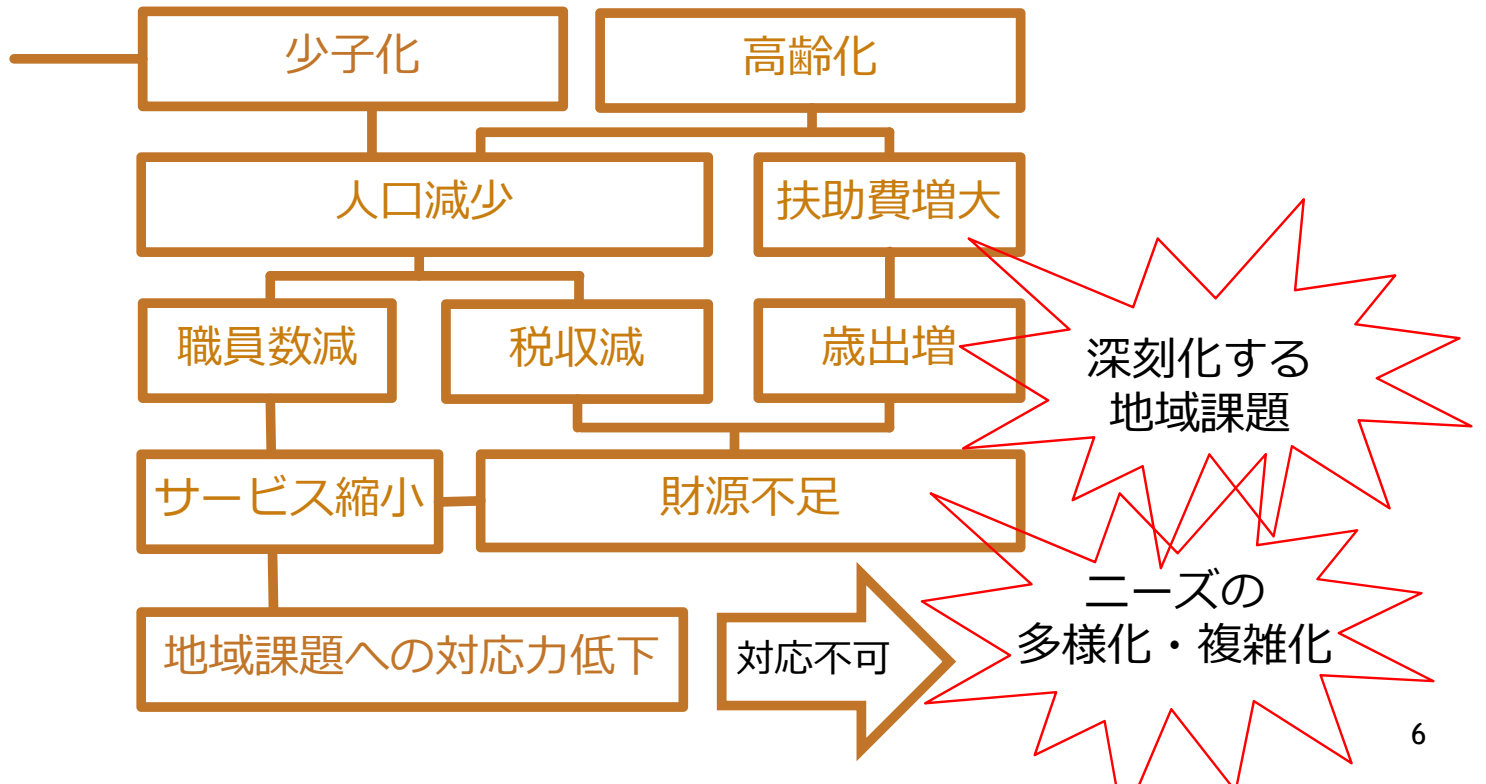 少子化
高齢化
人口減少
扶助費増大
職員数減
税収減
歳出増
深刻化する
地域課題
サービス縮小
財源不足
ニーズの
多様化・複雑化
地域課題への対応力低下
対応不可
6